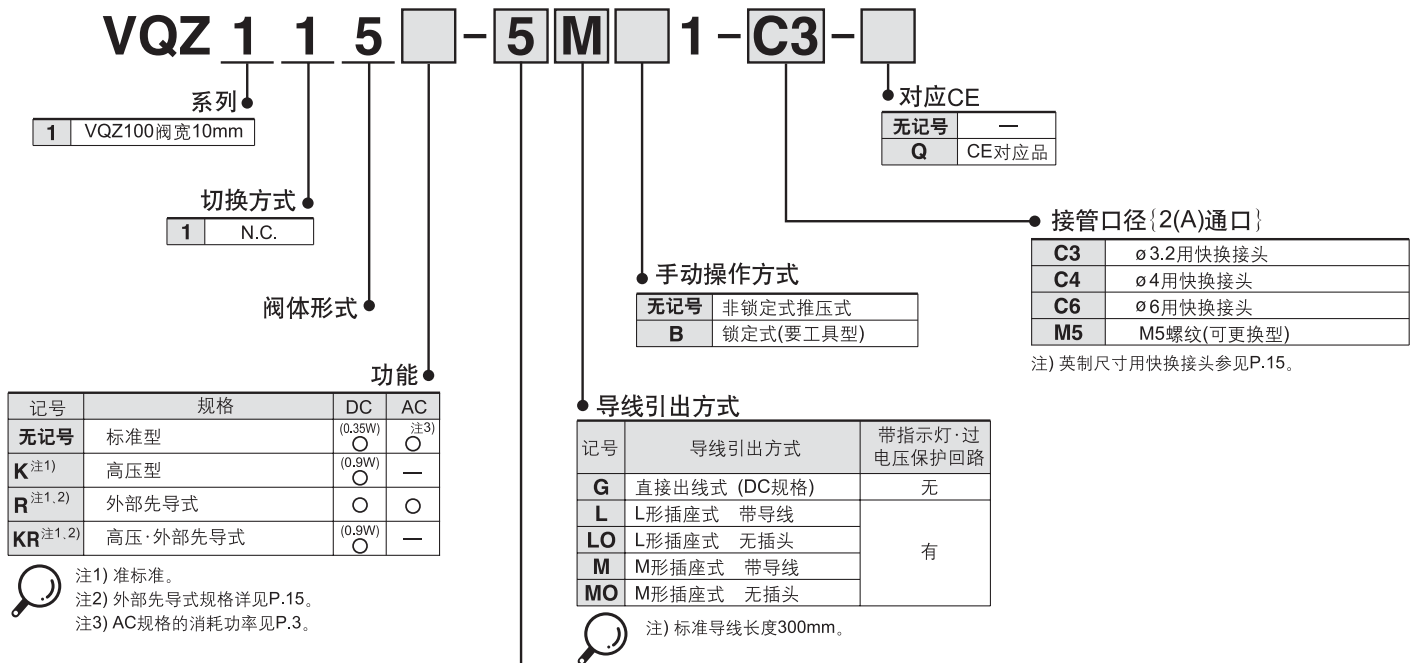 VQZ 1 1 5 - 5 M 1 - C3 -
系列
1 VQZ100阀宽10mm
切换方式
1 N.C.
阀体形式
功能
记号 规格 DC AC
无记号 标准型 (0.35W) ○ 注3) ○
K注1) 高压型 (0.9W) ○ —
R注1、2) 外部先导式 ○ ○
KR注1、2) 高压·外部先导式 (0.9W) ○ —
注1) 准标准。
注2) 外部先导式规格详见P.15。
注3) AC规格的消耗功率见P.3。
导线引出方式
记号 导线引出方式 带指示灯·过
电压保护回路
G 直接出线式 (DC规格) 无
L L形插座式 带导线
LO L形插座式 无插头
有
M M形插座式 带导线
MO M形插座式 无插头
注) 标准导线长度300mm。
手动操作方式
无记号 非锁定式推压式
B 锁定式(要工具型)
对应CE
无记号 —
Q CE对应品
接管口径{2(A)通口}
C3 ø3.2用快换接头
C4 ø4用快换接头
C6 ø6用快换接头
M5 M5螺纹(可更换型)
注) 英制尺寸用快换接头参见P.15。